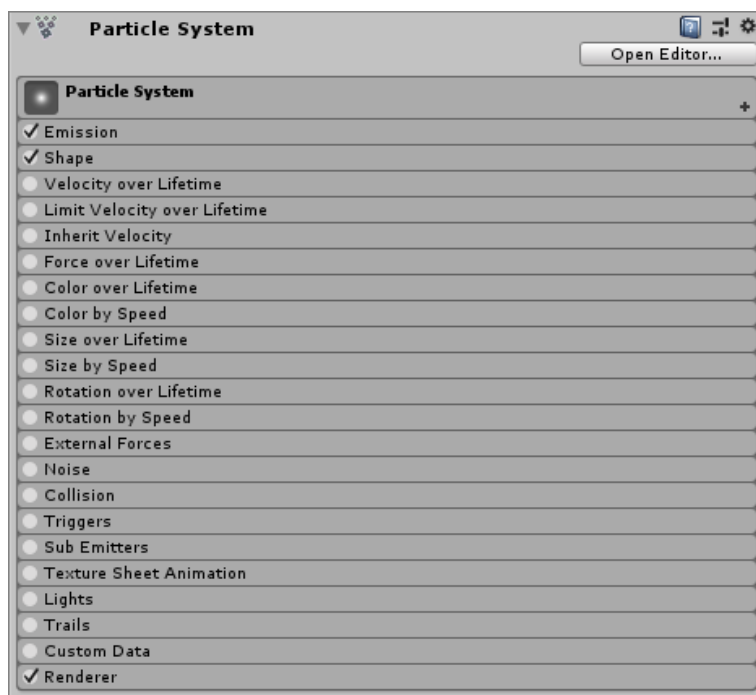 Particle System
Open Editor...
Particle System
Emission
Shape
Velocity over Lifetime
Limit Velocity over Lifetime
Inherit Velocity
Force over Lifetime
Color over Lifetime
Color by Speed
Size over Lifetime
Size by Speed
Rotation over Lifetime
Rotation by Speed
External Forces
Noise
Collision
Triggers
Sub Emitters
Texture Sheet Animation
Lights
Trails
Custom Data
Renderer